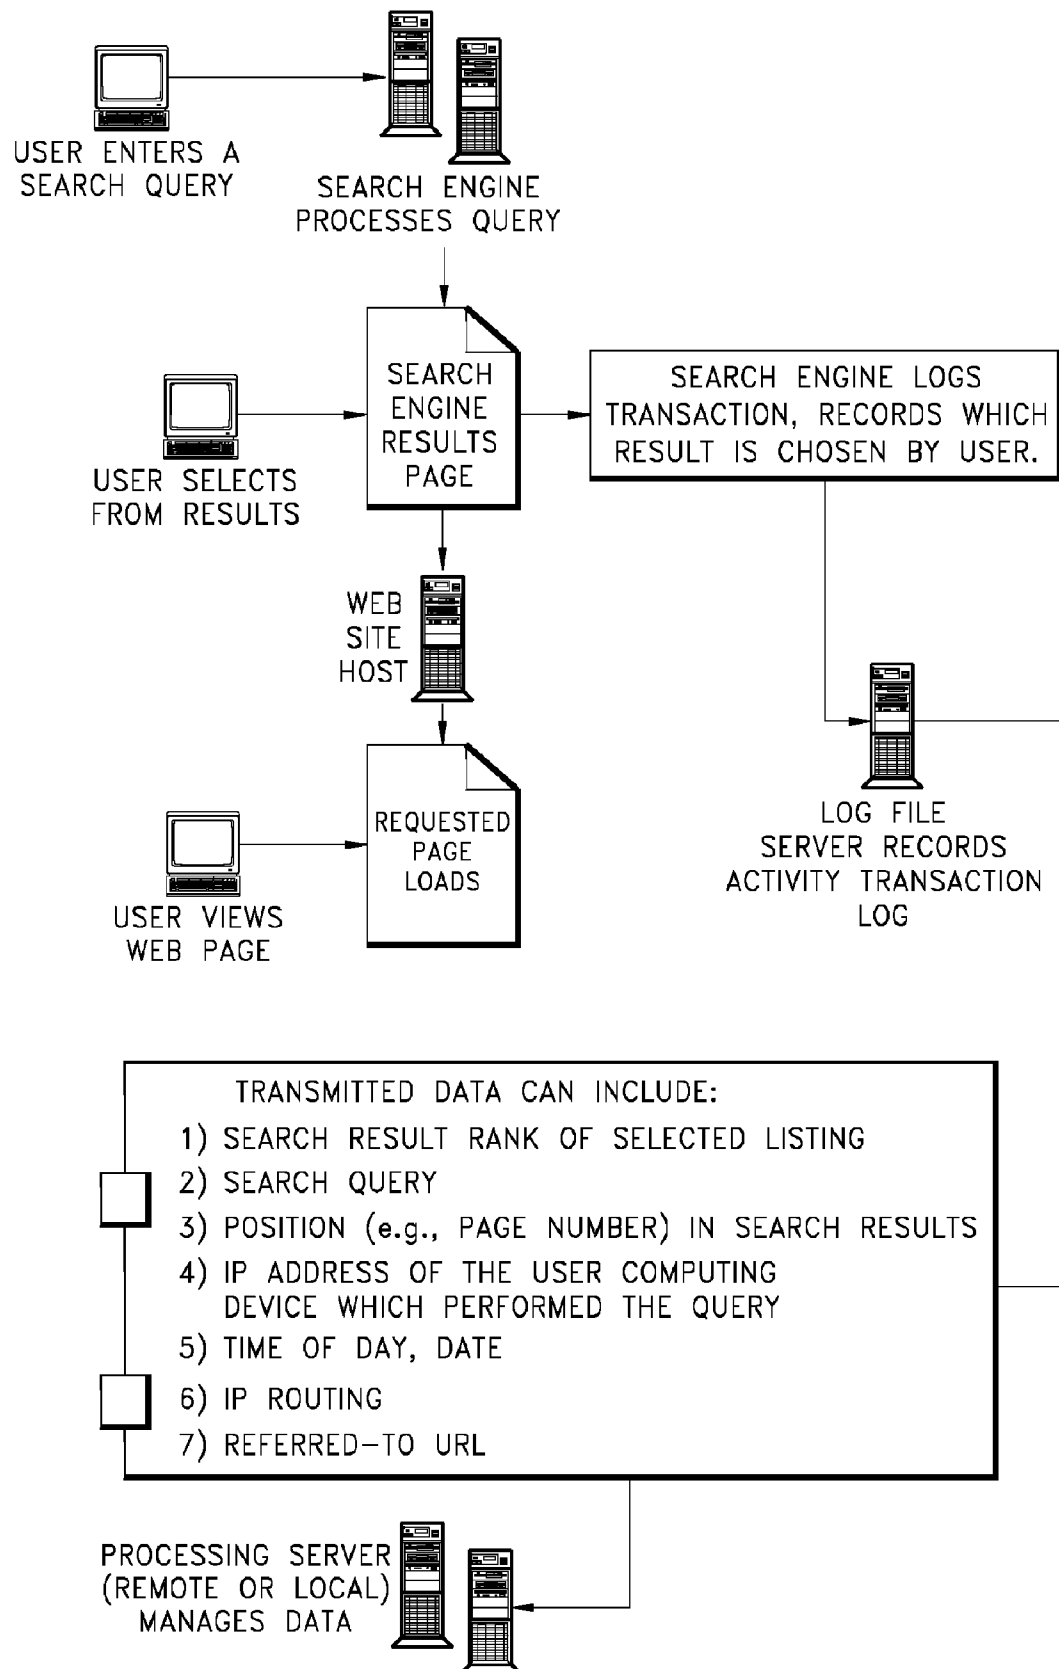 USER ENTERS A
SEARCH QUERY
SEARCH ENGINE
PROCESSES QUERY
SEARCH
ENGINE
RESULTS
PAGE
SEARCH ENGINE LOGS
TRANSACTION, RECORDS WHICH
RESULT IS CHOSEN BY USER.
USER SELECTS
FROM RESULTS
WEB
SITE
HOST
LOG FILE
SERVER RECORDS
ACTIVITY TRANSACTION
LOG
REQUESTED
PAGE
LOADS
USER VIEWS
WEB PAGE
TRANSMITTED DATA CAN INCLUDE:
1) SEARCH RESULT RANK OF SELECTED LISTING
2) SEARCH QUERY
3) POSITION (e.g., PAGE NUMBER) IN SEARCH RESULTS
4) IP ADDRESS OF THE USER COMPUTING
DEVICE WHICH PERFORMED THE QUERY
5) TIME OF DAY, DATE
6) IP ROUTING
7) REFERRED-TO URL
PROCESSING SERVER
(REMOTE OR LOCAL)
MANAGES DATA